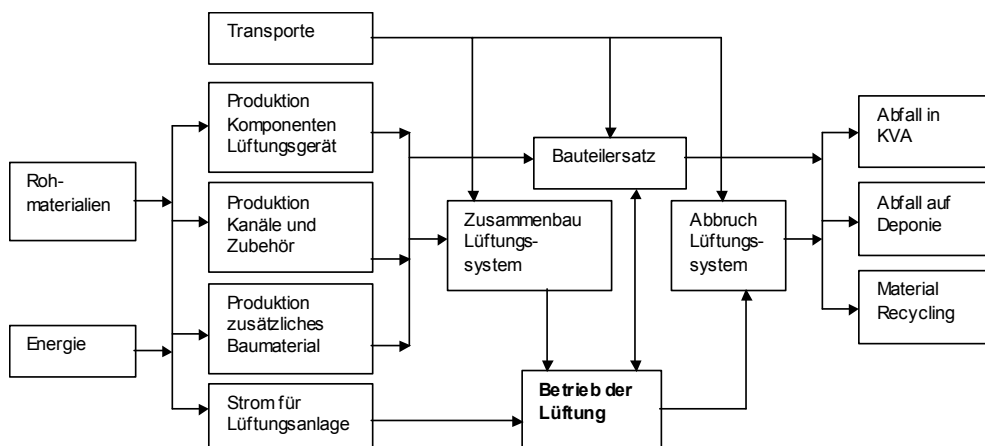 Transporte
Produktion
Komponenten
Lüftungsgerät
Abfall in
KVA
Bauteilersatz
Roh-
materialien
Produktion
Kanäle und
Zubehör
Zusammenbau
Lüftungs-
system
Abbruch
Lüftungs-
system
Abfall auf
Deponie
Produktion
zusätzliches
Baumaterial
Material
Recycling
Energie
Strom für
Lüftungsanlage
Betrieb der
Lüftung